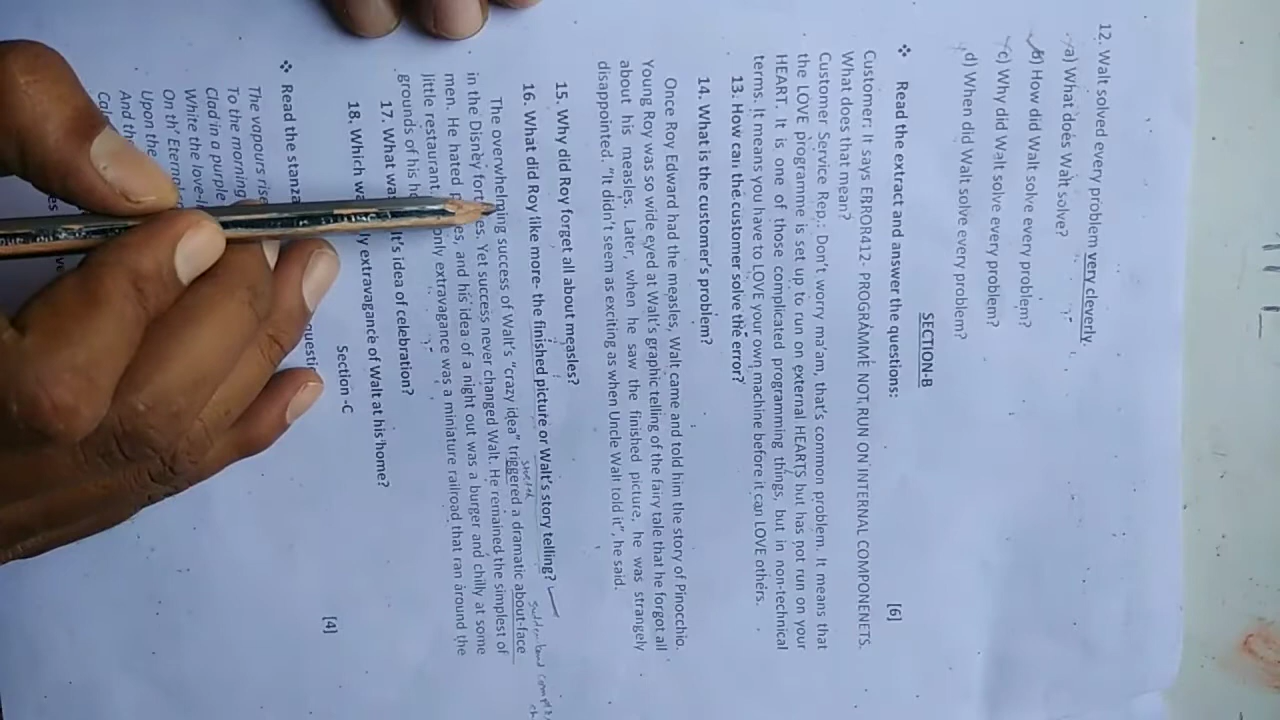 12. Walt solved every problem very cleverly.
a) What does Walt solve?
b) How did Walt solve every problem?
c) Why did Walt solve every problem?
d) When did Walt solve every problem?
SECTION-B
❖ Read the extract and answer the questions: [6]
Customer: It says ERROR412- PROGRAMME NOT RUN ON INTERNAL COMPONENETS.
What does that mean?
Customer Service Rep.: Don't worry ma'am, that's common problem. It means that
the LOVE programme is set up to run on external HEARTS but has not run on your
HEART. It is one of those complicated programming things, but in non-technical
terms. It means you have to LOVE your own machine before it can LOVE others.
13. How can the customer solve the error?
14. What is the customer's problem?
Once Roy Edward had the measles, Walt came and told him the story of Pinocchio.
Young Roy was so wide eyed at Walt's graphic telling of the fairy tale that he forgot all
about his measles. Later, when he saw the finished picture, he was strangely
disappointed. "It didn't seem as exciting as when Uncle Walt told it", he said.
15 Why did Roy forget all about measles?
16. What did Roy like more- the finished picture or Walt's story telling?
The overwhelming success of Walt's "crazy idea" triggered a dramatic about-face
in the Disney Yet success never changed Walt. He remained the simplest of
men. He hated and his idea of a night out was a burger and chilly at some
little restaurant. only extravagance was a miniature railroad that ran around the
grounds of his
17. What idea of celebration?
18. Which extravagance of Walt at his home?
Section -C
❖ Read the stanza [4]
The vapours rise
To the morning
Clad in a purple
White the
On th'
Upon the
And